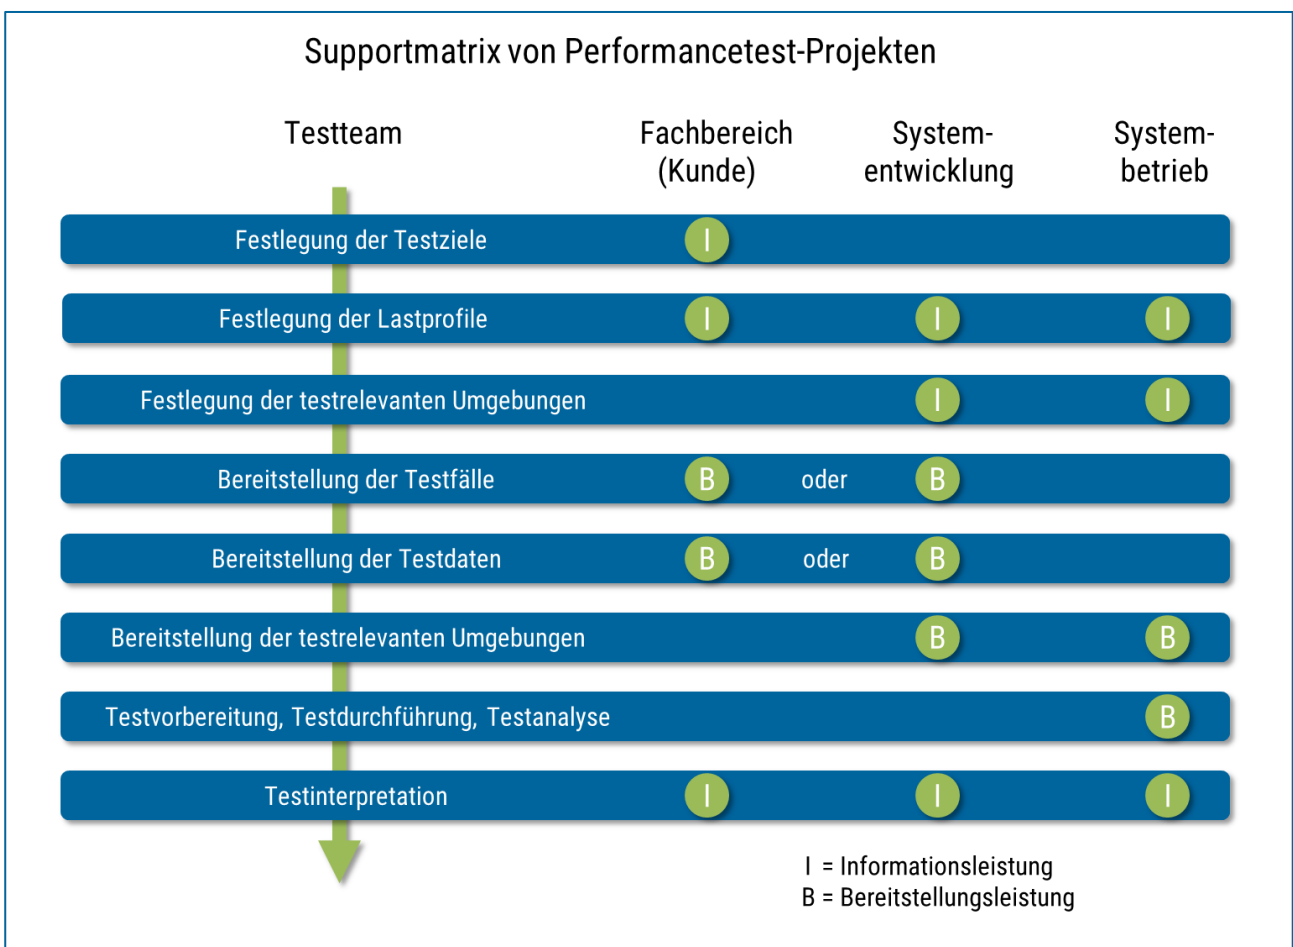 Supportmatrix von Performancetest-Projekten
Testteam
Fachbereich
(Kunde)
System-
entwicklung
System-
betrieb
Festlegung der Testziele I
Festlegung der Lastprofile I I I
Festlegung der testrelevanten Umgebungen I I
Bereitstellung der Testfälle B oder B
Bereitstellung der Testdaten B oder B
Bereitstellung der testrelevanten Umgebungen B B
Testvorbereitung, Testdurchführung, Testanalyse B
Testinterpretation I I I
I = Informationsleistung
B = Bereitstellungsleistung